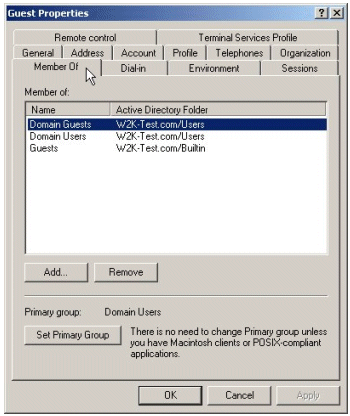 Guest Properties
Remote control Terminal Services Profile
General Address Account Profile Telephones Organization
Member Of Dial-in Environment Sessions
Member of:
Name Active Directory Folder
Domain Guests W2K-Test.com/Users
Domain Users W2K-Test.com/Users
Guests W2K-Test.com/Builtin
Add... Remove
Primary group: Domain Users
Set Primary Group
There is no need to change Primary group unless
you have Macintosh clients or POSIX-compliant
applications.
OK Cancel Apply